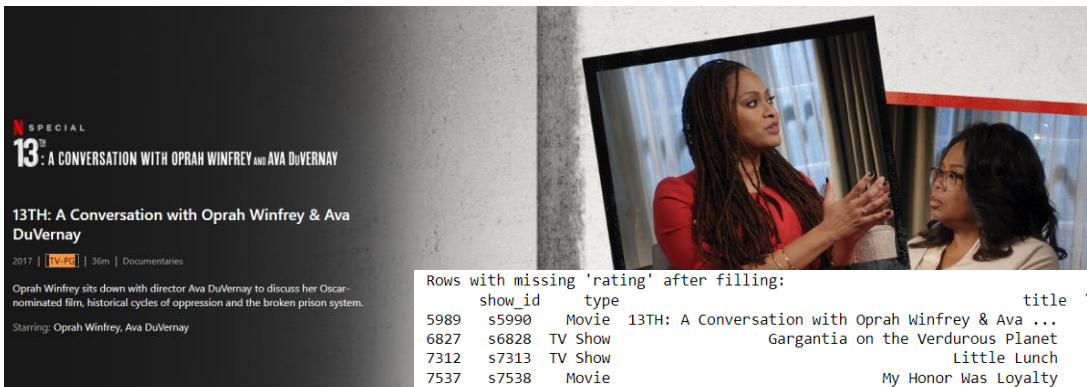 N SPECIAL
13TH: A CONVERSATION WITH OPRAH WINFREY AND AVA DUVERNAY
13TH: A Conversation with Oprah Winfrey & Ava
DuVernay
2017 | TV-PG | 36m | Documentaries
Oprah Winfrey sits down with director Ava DuVernay to discuss her Oscar-
nominated film, historical cycles of oppression and the broken prison system.
Starring: Oprah Winfrey, Ava DuVernay
Rows with missing 'rating' after filling:
show_id type title
5989 s5990 Movie 13TH: A Conversation with Oprah Winfrey & Ava ...
6827 s6828 TV Show Gargantia on the Verdurous Planet
7312 s7313 TV Show Little Lunch
7537 s7538 Movie My Honor Was Loyalty